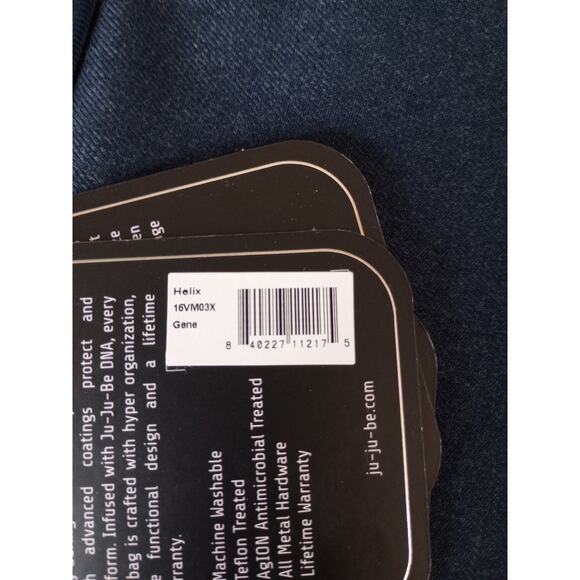 Helix
16VM03X
Gene
8 40227 11217 5
advanced coatings protect and
form. Infused with Ju-Ju-Be DNA, every
bag is crafted with hyper organization,
functional design and a lifetime
Machine Washable
Teflon Treated
AgION Antimicrobial Treated
All Metal Hardware
Lifetime Warranty
ju-ju-be.com